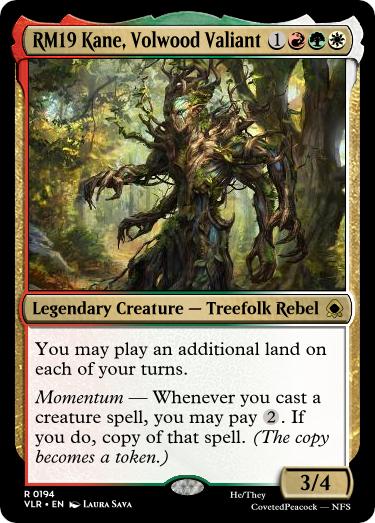 RM19 Kane, Volwood Valiant 1
Legendary Creature — Treefolk Rebel
You may play an additional land on
each of your turns.
Momentum — Whenever you cast a
creature spell, you may pay 2. If
you do, copy of that spell. (The copy
becomes a token.)
3/4
R 0194
VLR • EN Laura Sava
He/They
CovetedPeacock — NFS